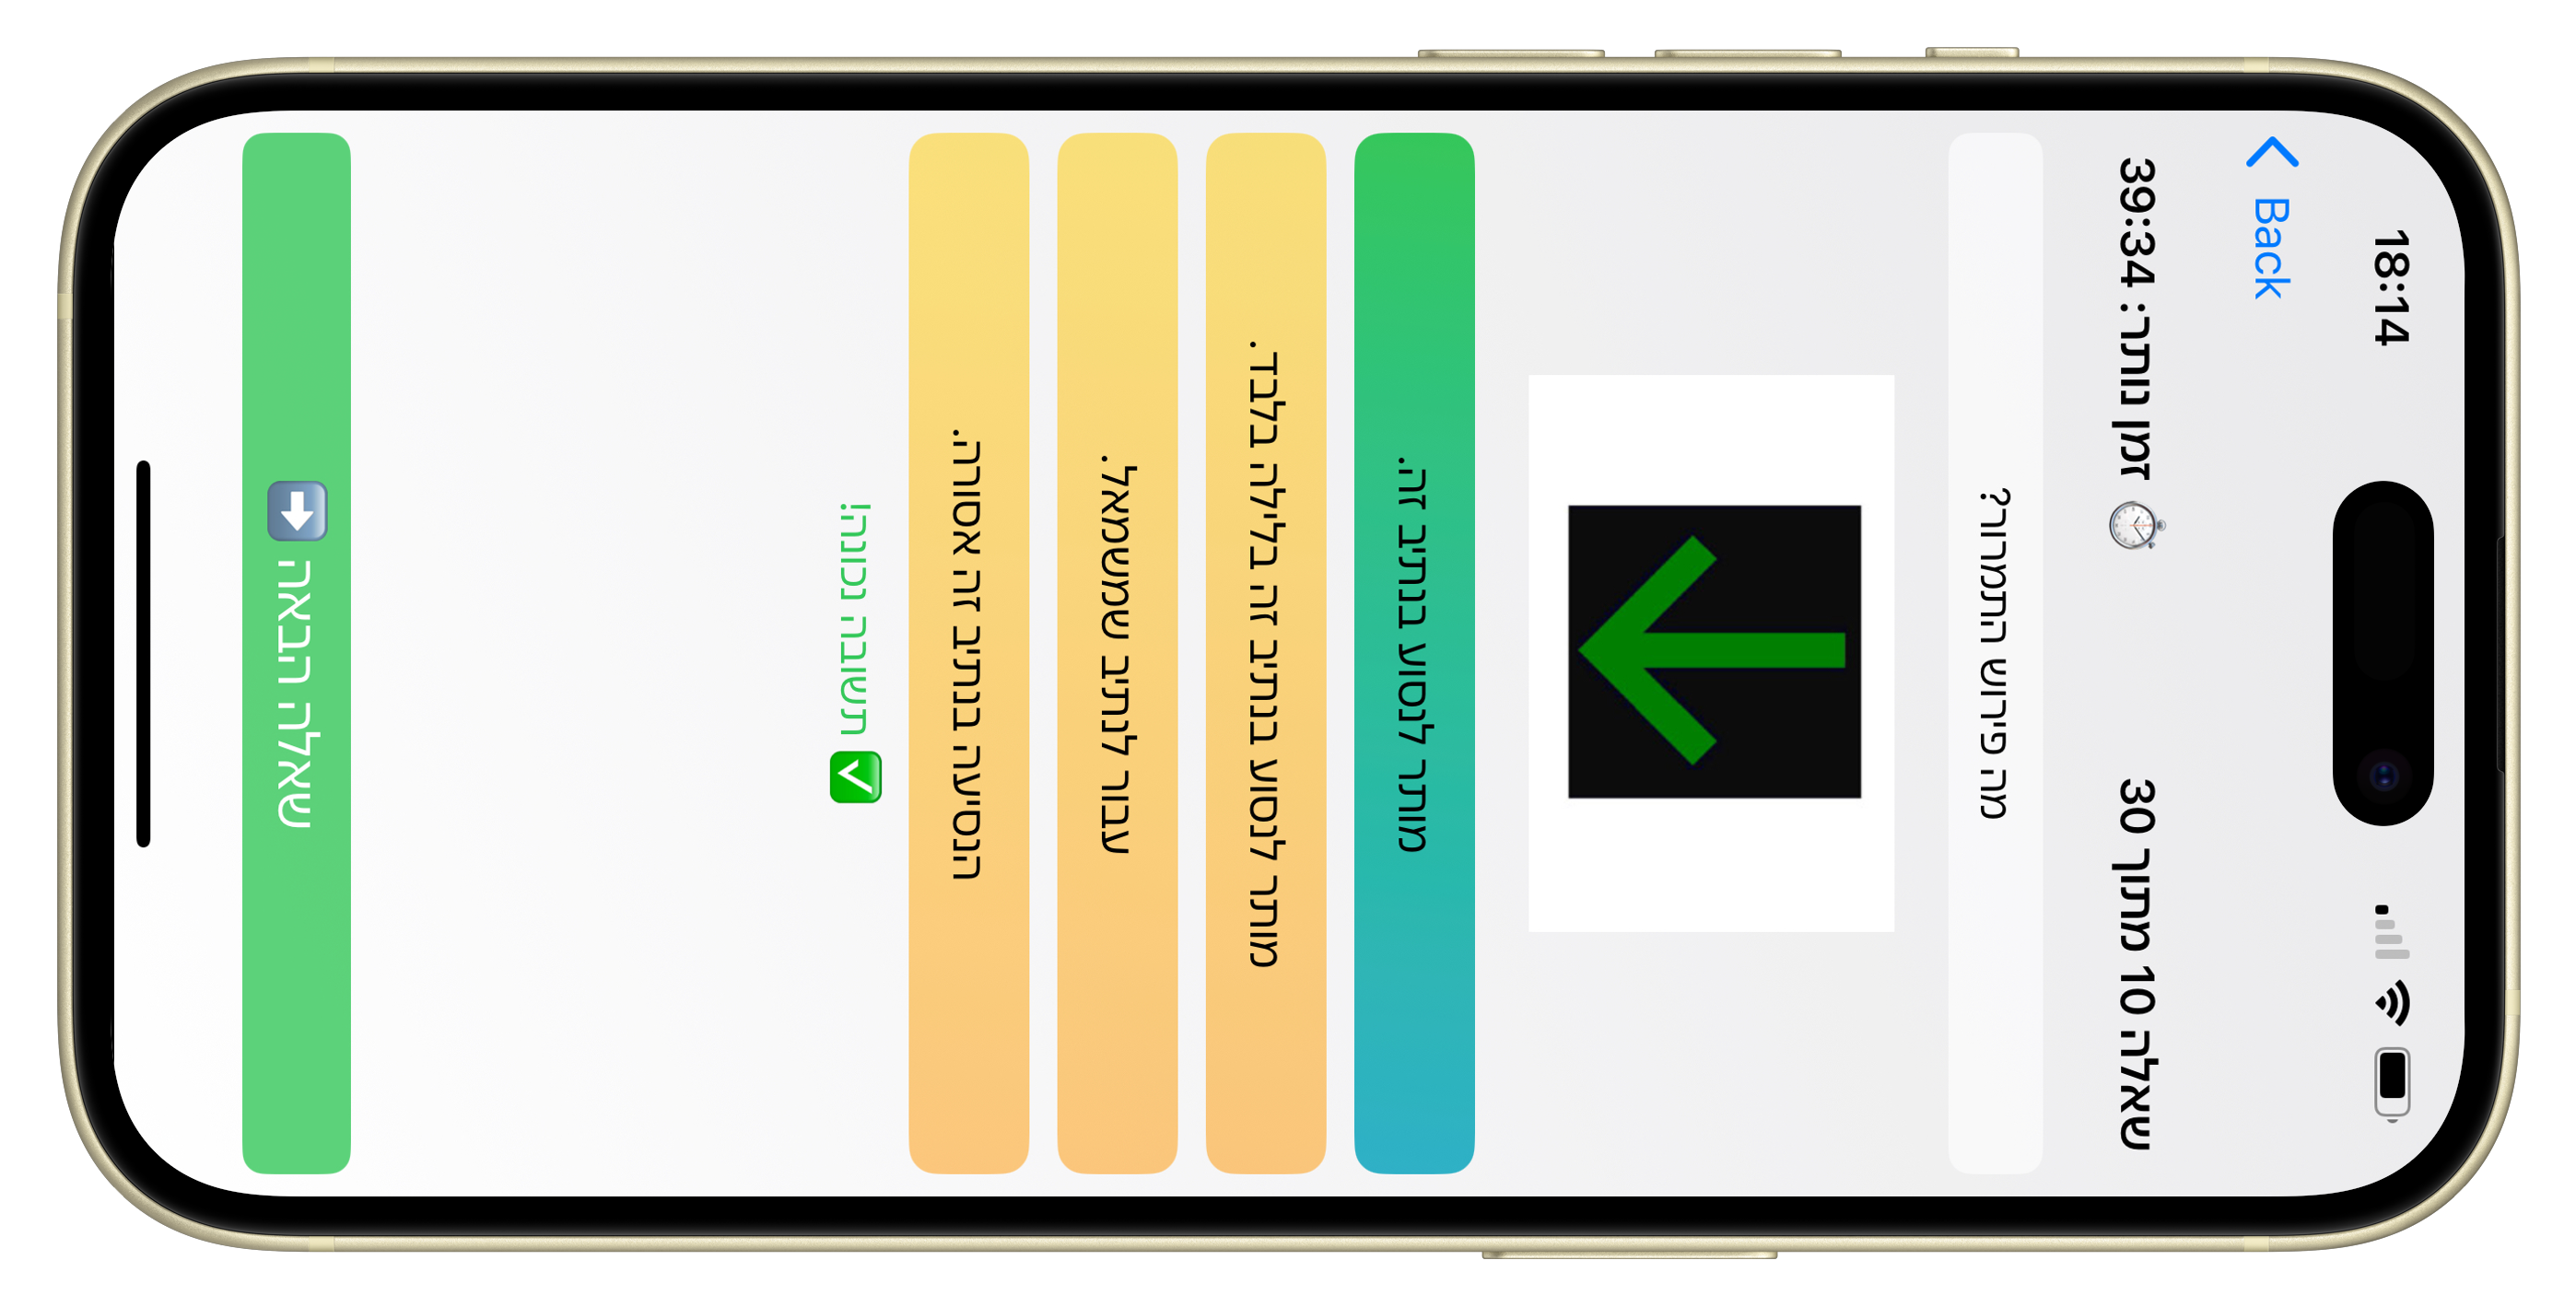 18:14
Back
שאלה 10 מתוך 30
זמן נותר: 39:34
מה פירוש התמרור?
מותר לנסוע בנתיב זה.
מותר לנסוע בנתיב זה בלילה בלבד.
עבור לנתיב שמשמאל.
הנסיעה בנתיב זה אסורה.
תשובה נכונה!
שאלה הבאה